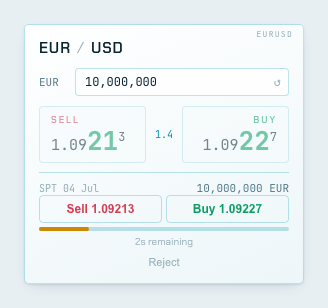 EURUSD
EUR / USD
EUR 10,000,000 ↺
SELL BUY
1.09213 1.4 1.09227
SPT 04 Jul 10,000,000 EUR
Sell 1.09213 Buy 1.09227
2s remaining
Reject